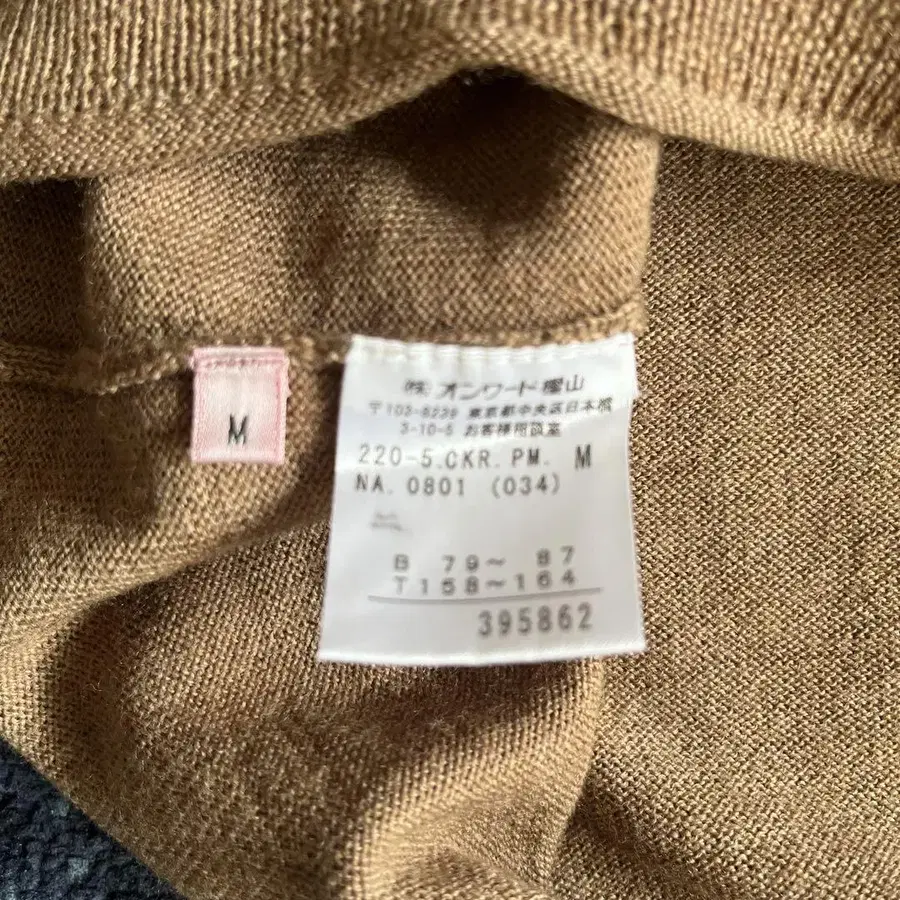 M
㈱ オンワード樫山
〒103-8239 東京都中央区日本橋
3-10-5 お客様相談室
220-5.CKR.PM. M
NA. 0801 (034)
B 79～ 87
T158～164
395862